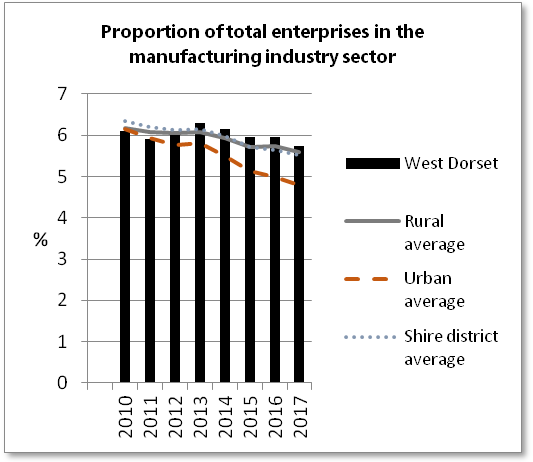 Proportion of total enterprises in the
manufacturing industry sector
7
6
5
4
3
2
1
0
%
2010
2011
2012
2013
2014
2015
2016
2017
West Dorset
Rural
average
Urban
average
Shire district
average